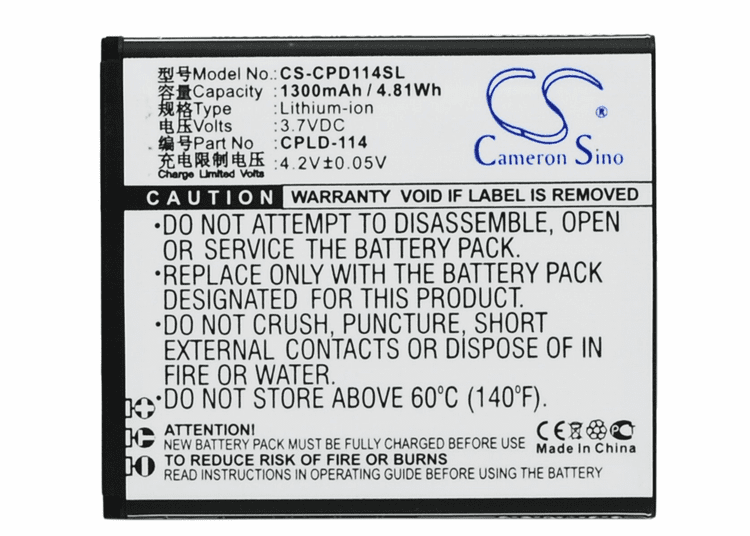 型号Model No.: CS-CPD114SL
容量Capacity: 1300mAh / 4.81Wh
类型Type: Lithium-ion
电压Volts: 3.7VDC
编号Part No.: CPLD-114
充电限制电压: 4.2V±0.05V
Charge Limited Volts
CS
Cameron Sino
CAUTION WARRANTY VOID IF LABEL IS REMOVED
•DO NOT ATTEMPT TO DISASSEMBLE, OPEN
OR SERVICE THE BATTERY PACK.
•REPLACE ONLY WITH THE BATTERY PACK
DESIGNATED FOR THIS PRODUCT.
•DO NOT CRUSH, PUNCTURE, SHORT
EXTERNAL CONTACTS OR DISPOSE OF IN
FIRE OR WATER.
•DO NOT STORE ABOVE 60°C (140°F).
ATTENTION!
NEW BATTERY PACK MUST BE FULLY CHARGED BEFORE USE
TO REDUCE RISK OF FIRE OR BURNS
READ INSTRUCTIONS IN OPERATING GUIDE BEFORE USING
CE
Made In China